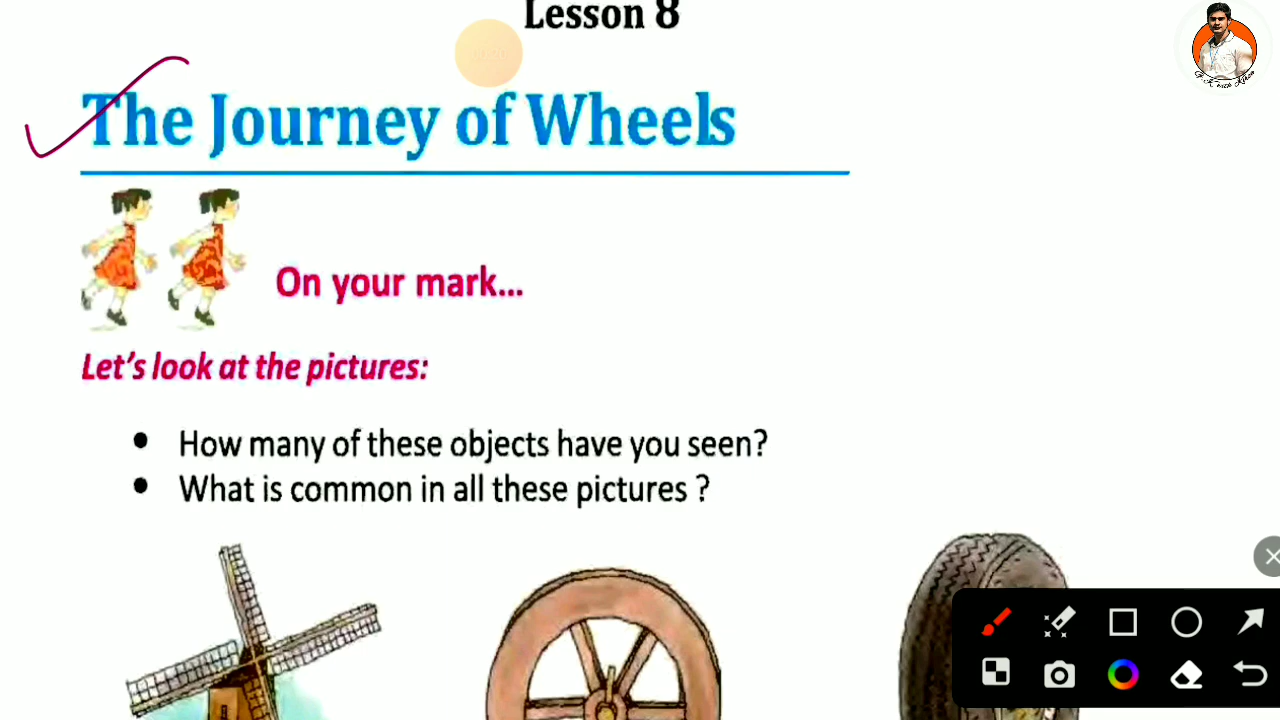 Lesson 8
The Journey of Wheels
On your mark...
Let's look at the pictures:
• How many of these objects have you seen?
• What is common in all these pictures ?